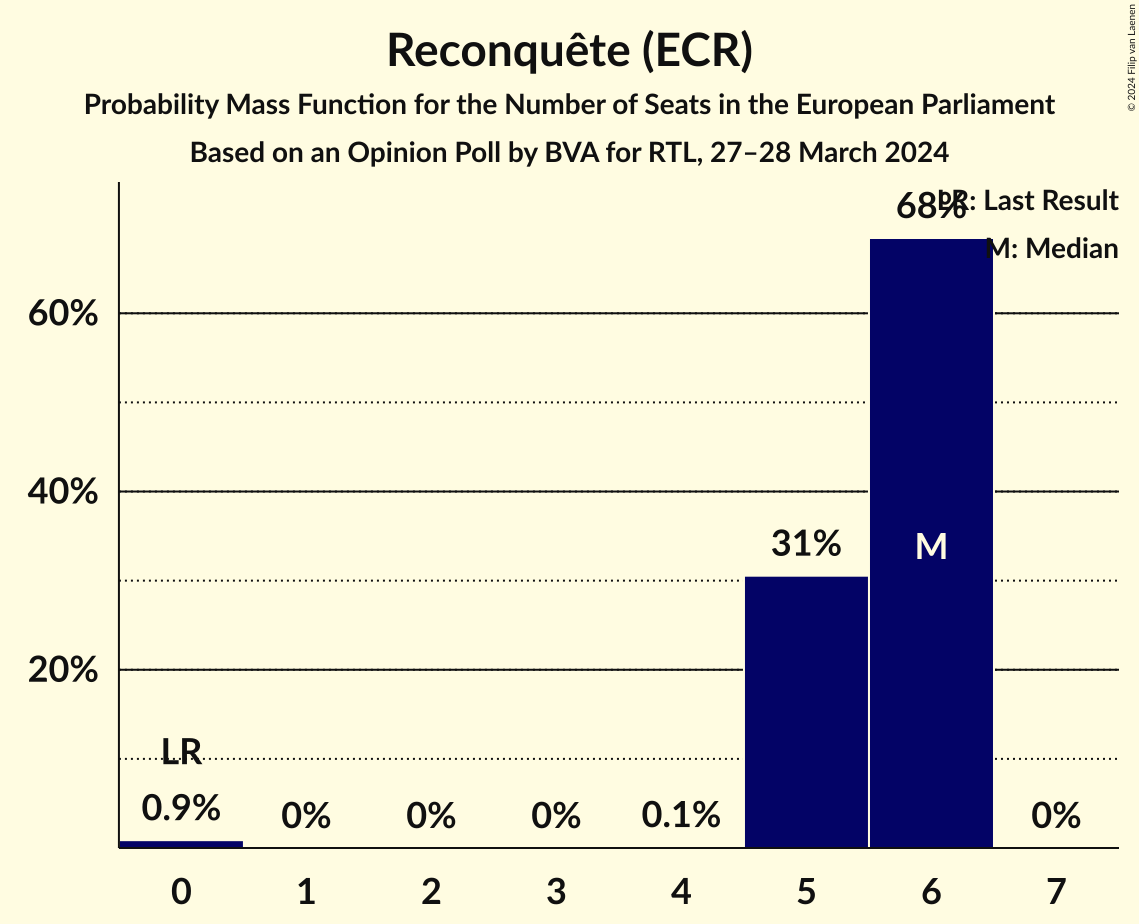 Reconquête (ECR)
Probability Mass Function for the Number of Seats in the European Parliament
Based on an Opinion Poll by BVA for RTL, 27–28 March 2024
© 2024 Filip van Laenen
LR: Last Result
M: Median
68%
60%
40%
31%
M
20%
LR
0.9%
0%
0%
0%
0.1%
0%
0
1
2
3
4
5
6
7